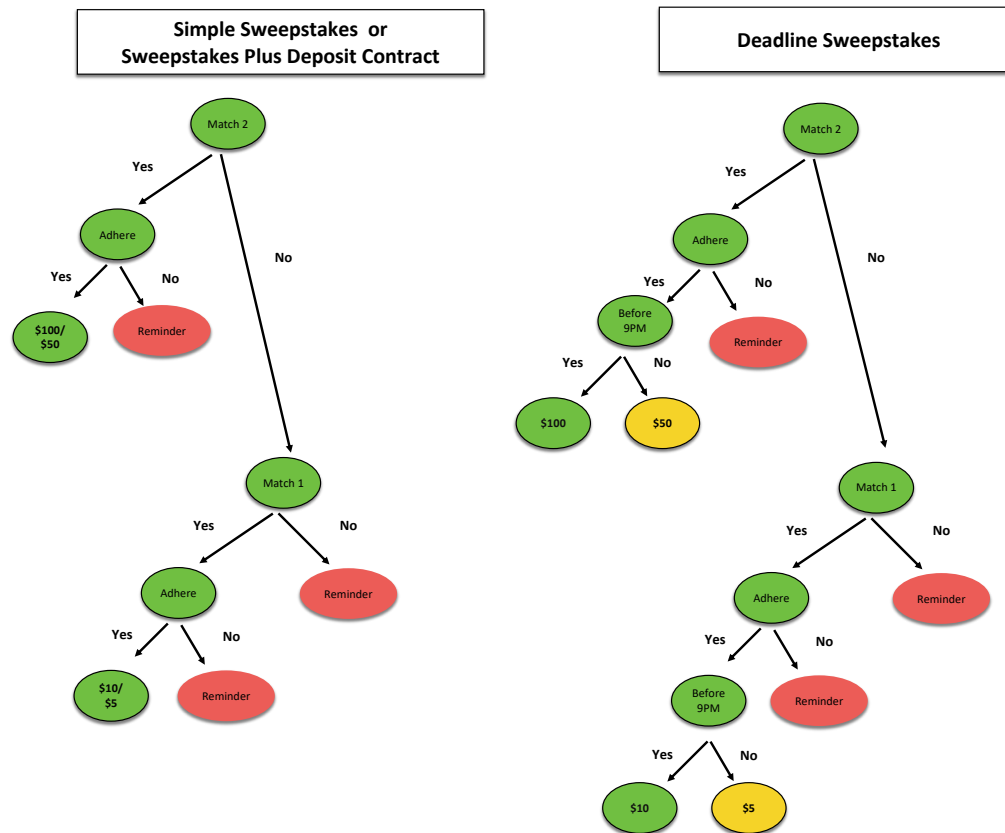 Simple Sweepstakes or
Sweepstakes Plus Deposit Contract
Match 2
Yes
No
Adhere
Yes
No
$100/
$50
Reminder
Match 1
Yes
No
Adhere
Reminder
Yes
No
$10/
$5
Reminder
Deadline Sweepstakes
Match 2
Yes
No
Adhere
Yes
No
Before
9PM
Reminder
Yes
No
$100
$50
Match 1
Yes
No
Adhere
Reminder
Yes
No
Before
9PM
Reminder
Yes
No
$10
$5